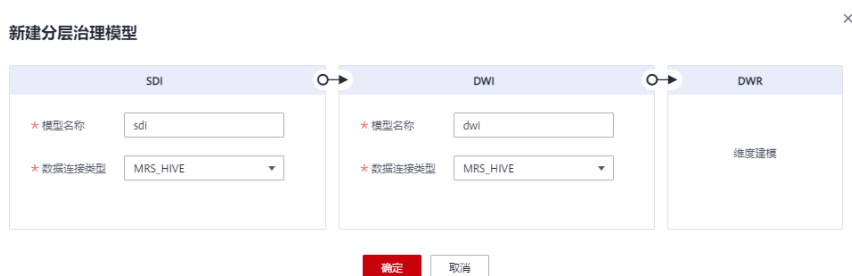 新建分层治理模型
SDI
DWI
DWR
* 模型名称 sdi
* 模型名称 dwi
* 数据连接类型 MRS_HIVE
* 数据连接类型 MRS_HIVE
维度建模
确定
取消